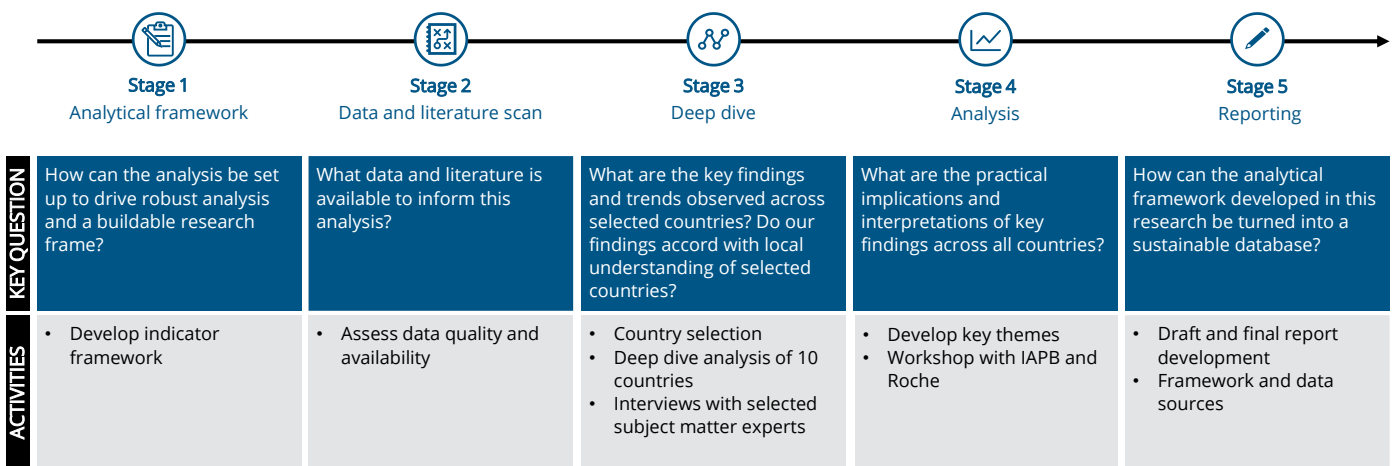 Stage 1
Analytical framework
Stage 2
Data and literature scan
Stage 3
Deep dive
Stage 4
Analysis
Stage 5
Reporting
KEY QUESTION
How can the analysis be set
up to drive robust analysis
and a buildable research
frame?
What data and literature is
available to inform this
analysis?
What are the key findings
and trends observed across
selected countries? Do our
findings accord with local
understanding of selected
countries?
What are the practical
implications and
interpretations of key
findings across all countries?
How can the analytical
framework developed in this
research be turned into a
sustainable database?
ACTIVITIES
• Develop indicator
framework
• Assess data quality and
availability
• Country selection
• Deep dive analysis of 10
countries
• Interviews with selected
subject matter experts
• Develop key themes
• Workshop with IAPB and
Roche
• Draft and final report
development
• Framework and data
sources